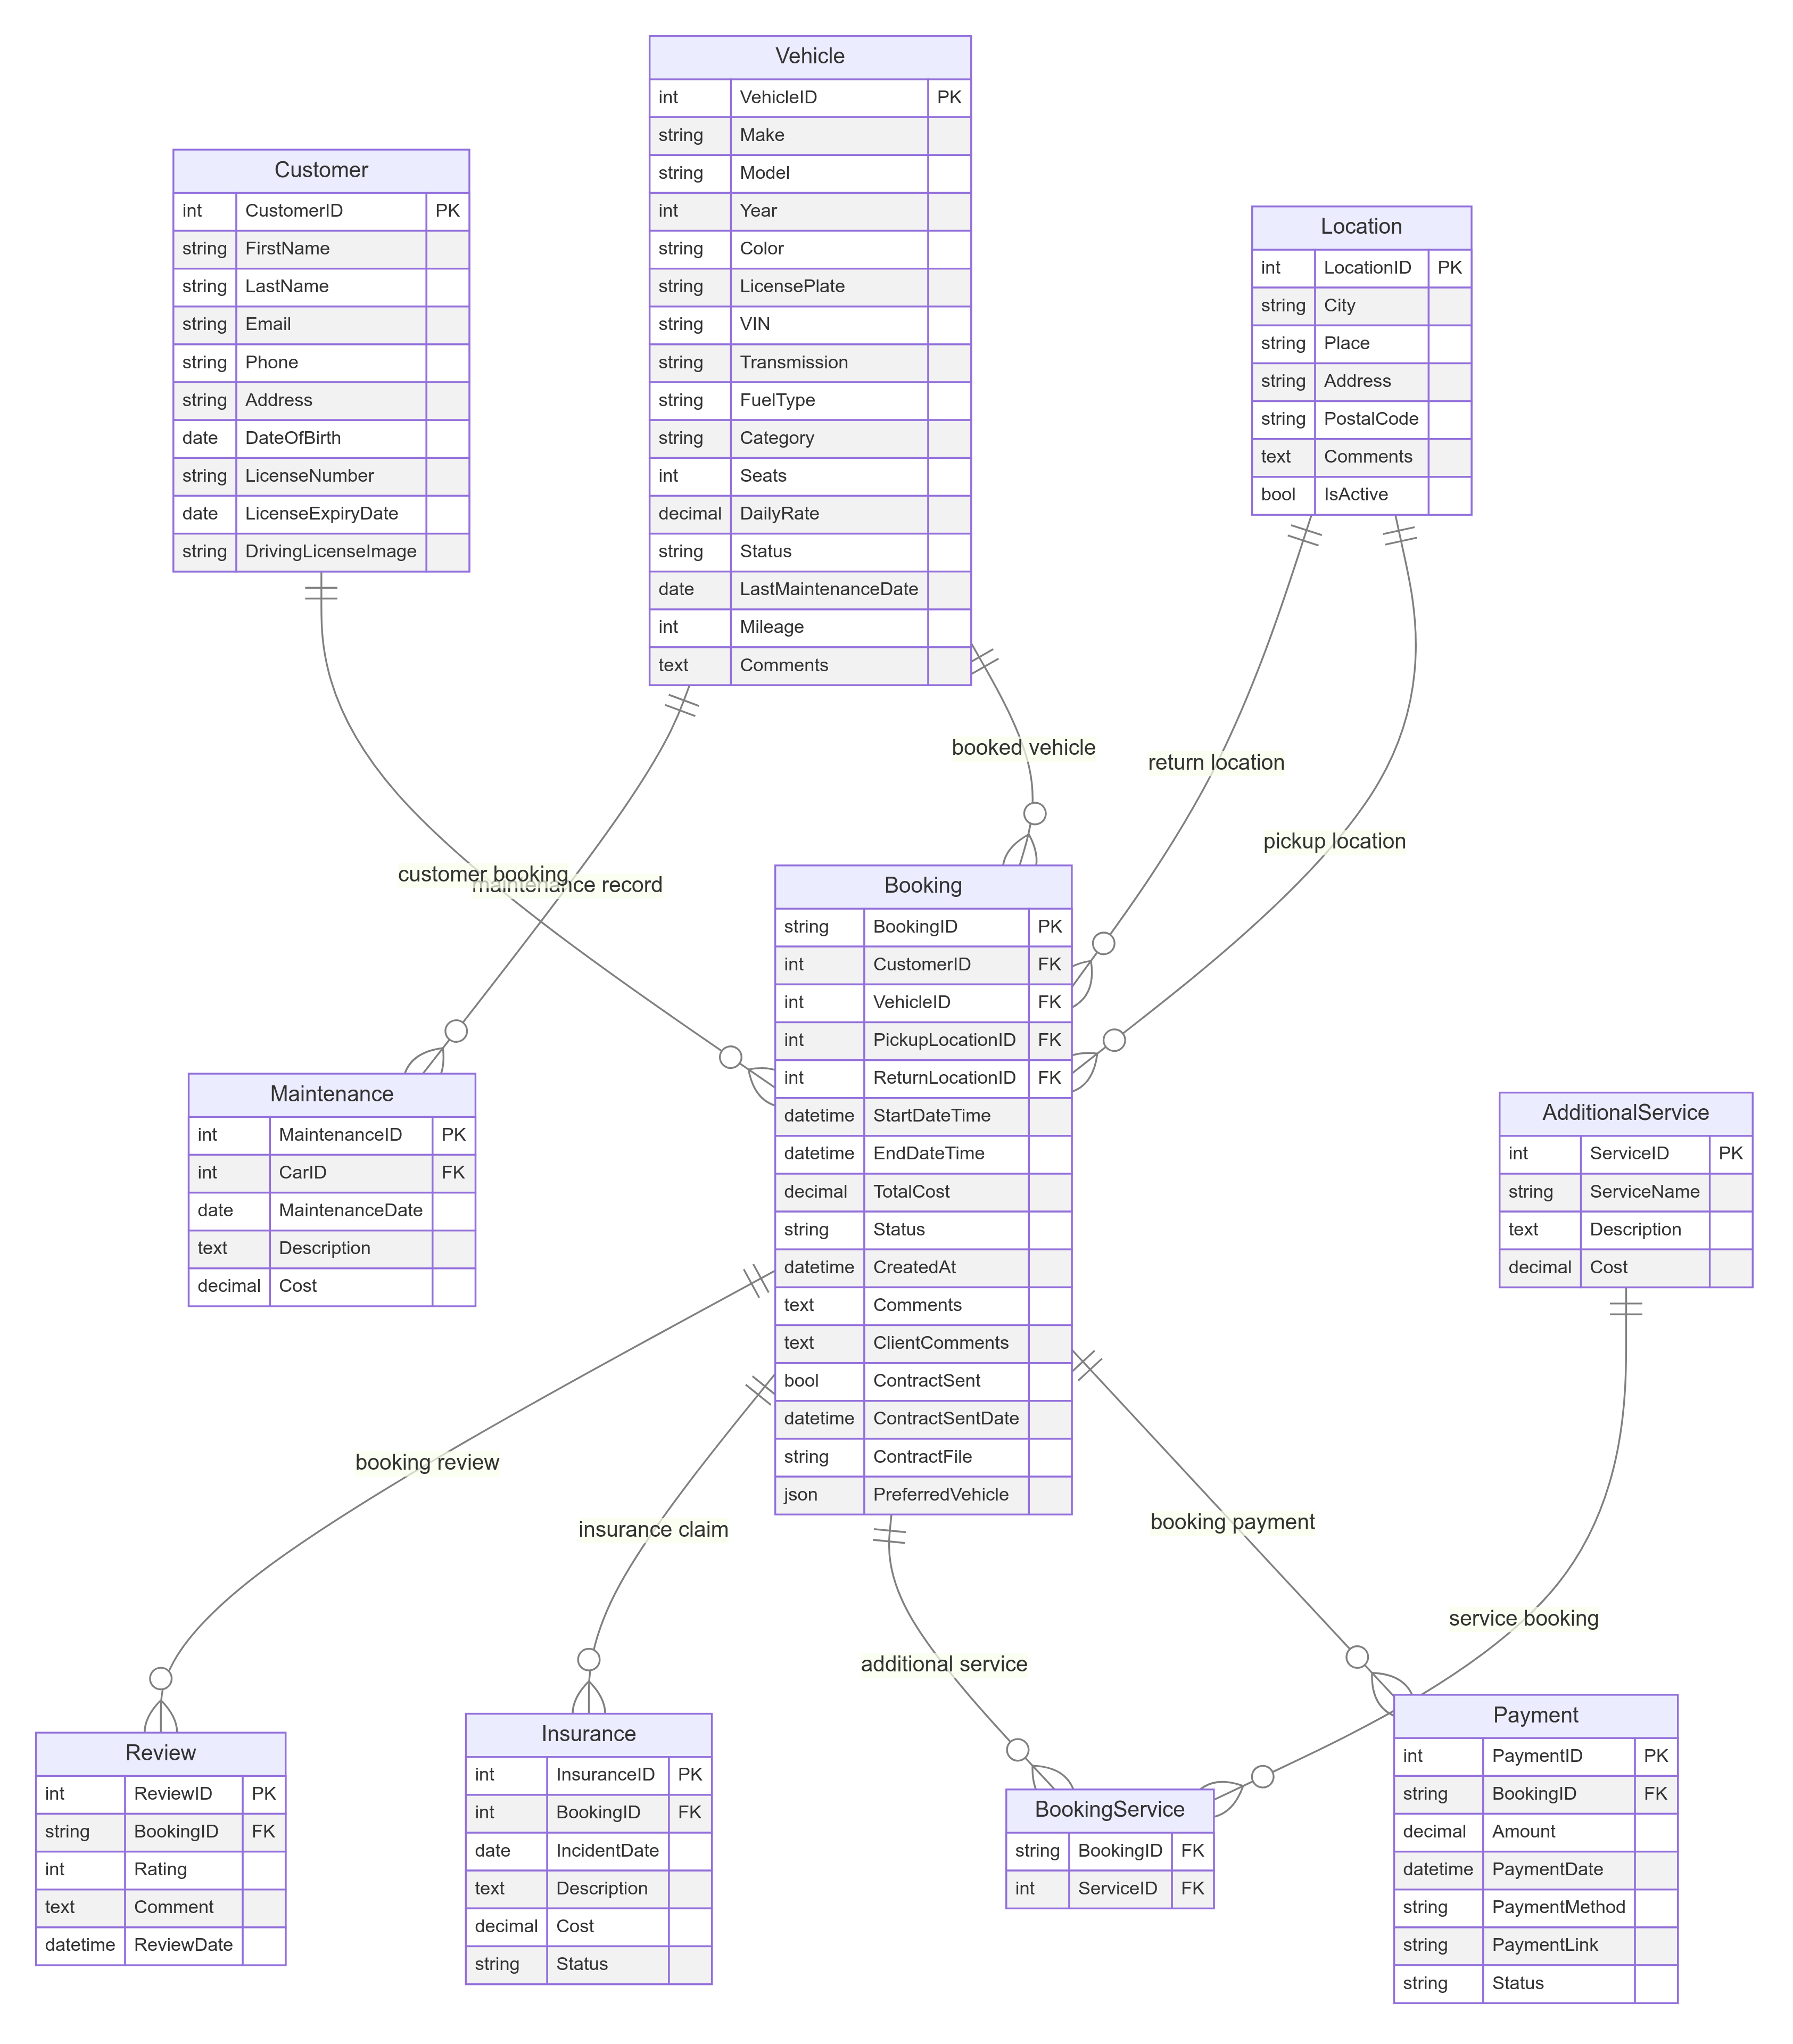 Vehicle
int VehicleID PK
string Make
string Model
int Year
string Color
string LicensePlate
string VIN
string Transmission
string FuelType
string Category
int Seats
decimal DailyRate
string Status
date LastMaintenanceDate
int Mileage
text Comments
Customer
int CustomerID PK
string FirstName
string LastName
string Email
string Phone
string Address
date DateOfBirth
string LicenseNumber
date LicenseExpiryDate
string DrivingLicenseImage
Location
int LocationID PK
string City
string Place
string Address
string PostalCode
text Comments
bool IsActive
booked vehicle
return location
pickup location
customer booking
maintenance record
Booking
string BookingID PK
int CustomerID FK
int VehicleID FK
int PickupLocationID FK
int ReturnLocationID FK
datetime StartDateTime
datetime EndDateTime
decimal TotalCost
string Status
datetime CreatedAt
text Comments
text ClientComments
bool ContractSent
datetime ContractSentDate
string ContractFile
json PreferredVehicle
Maintenance
int MaintenanceID PK
int CarID FK
date MaintenanceDate
text Description
decimal Cost
AdditionalService
int ServiceID PK
string ServiceName
text Description
decimal Cost
booking review
insurance claim
booking payment
service booking
additional service
Review
int ReviewID PK
string BookingID FK
int Rating
text Comment
datetime ReviewDate
Insurance
int InsuranceID PK
int BookingID FK
date IncidentDate
text Description
decimal Cost
string Status
BookingService
string BookingID FK
int ServiceID FK
Payment
int PaymentID PK
string BookingID FK
decimal Amount
datetime PaymentDate
string PaymentMethod
string PaymentLink
string Status